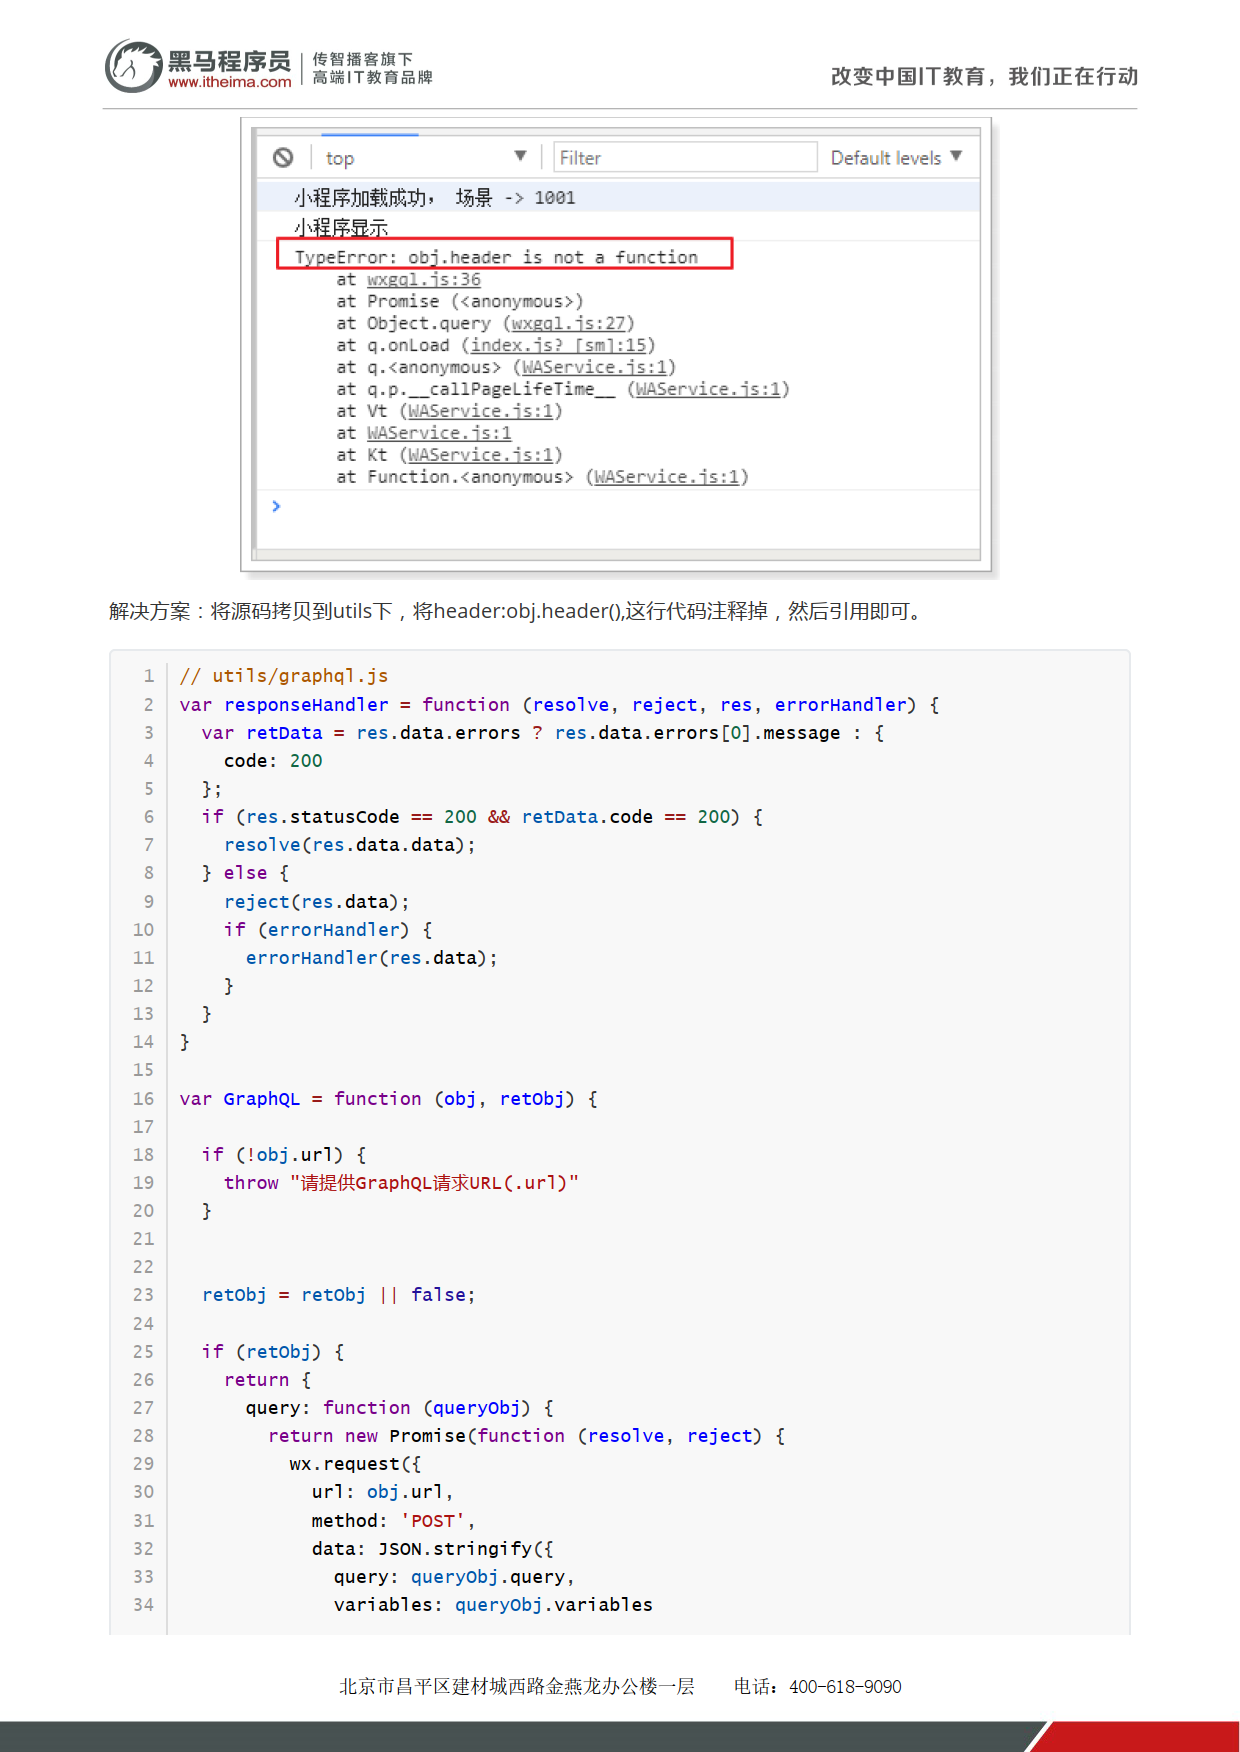 黑马程序员
www.itheima.com
传智播客旗下
高端IT教育品牌
改变中国IT教育，我们正在行动
top ▼ Filter Default levels ▼
小程序加载成功， 场景 -> 1001
小程序显示
TypeError: obj.header is not a function
at wxgql.js:36
at Promise (<anonymous>)
at Object.query (wxgql.js:27)
at q.onLoad (index.js? [sm]:15)
at q.<anonymous> (WAService.js:1)
at q.p.__callPageLifeTime__ (WAService.js:1)
at Vt (WAService.js:1)
at WAService.js:1
at Kt (WAService.js:1)
at Function.<anonymous> (WAService.js:1)
>
解决方案：将源码拷贝到utils下，将header:obj.header(),这行代码注释掉，然后引用即可。
1 // utils/graphql.js
2 var responseHandler = function (resolve, reject, res, errorHandler) {
3   var retData = res.data.errors ? res.data.errors[0].message : {
4     code: 200
5   };
6   if (res.statusCode == 200 && retData.code == 200) {
7     resolve(res.data.data);
8   } else {
9     reject(res.data);
10     if (errorHandler) {
11       errorHandler(res.data);
12     }
13   }
14 }
15
16 var GraphQL = function (obj, retObj) {
17
18   if (!obj.url) {
19     throw "请提供GraphQL请求URL(.url)"
20   }
21
22
23   retObj = retObj || false;
24
25   if (retObj) {
26     return {
27       query: function (queryObj) {
28         return new Promise(function (resolve, reject) {
29           wx.request({
30             url: obj.url,
31             method: 'POST',
32             data: JSON.stringify({
33               query: queryObj.query,
34               variables: queryObj.variables
北京市昌平区建材城西路金燕龙办公楼一层 电话：400-618-9090